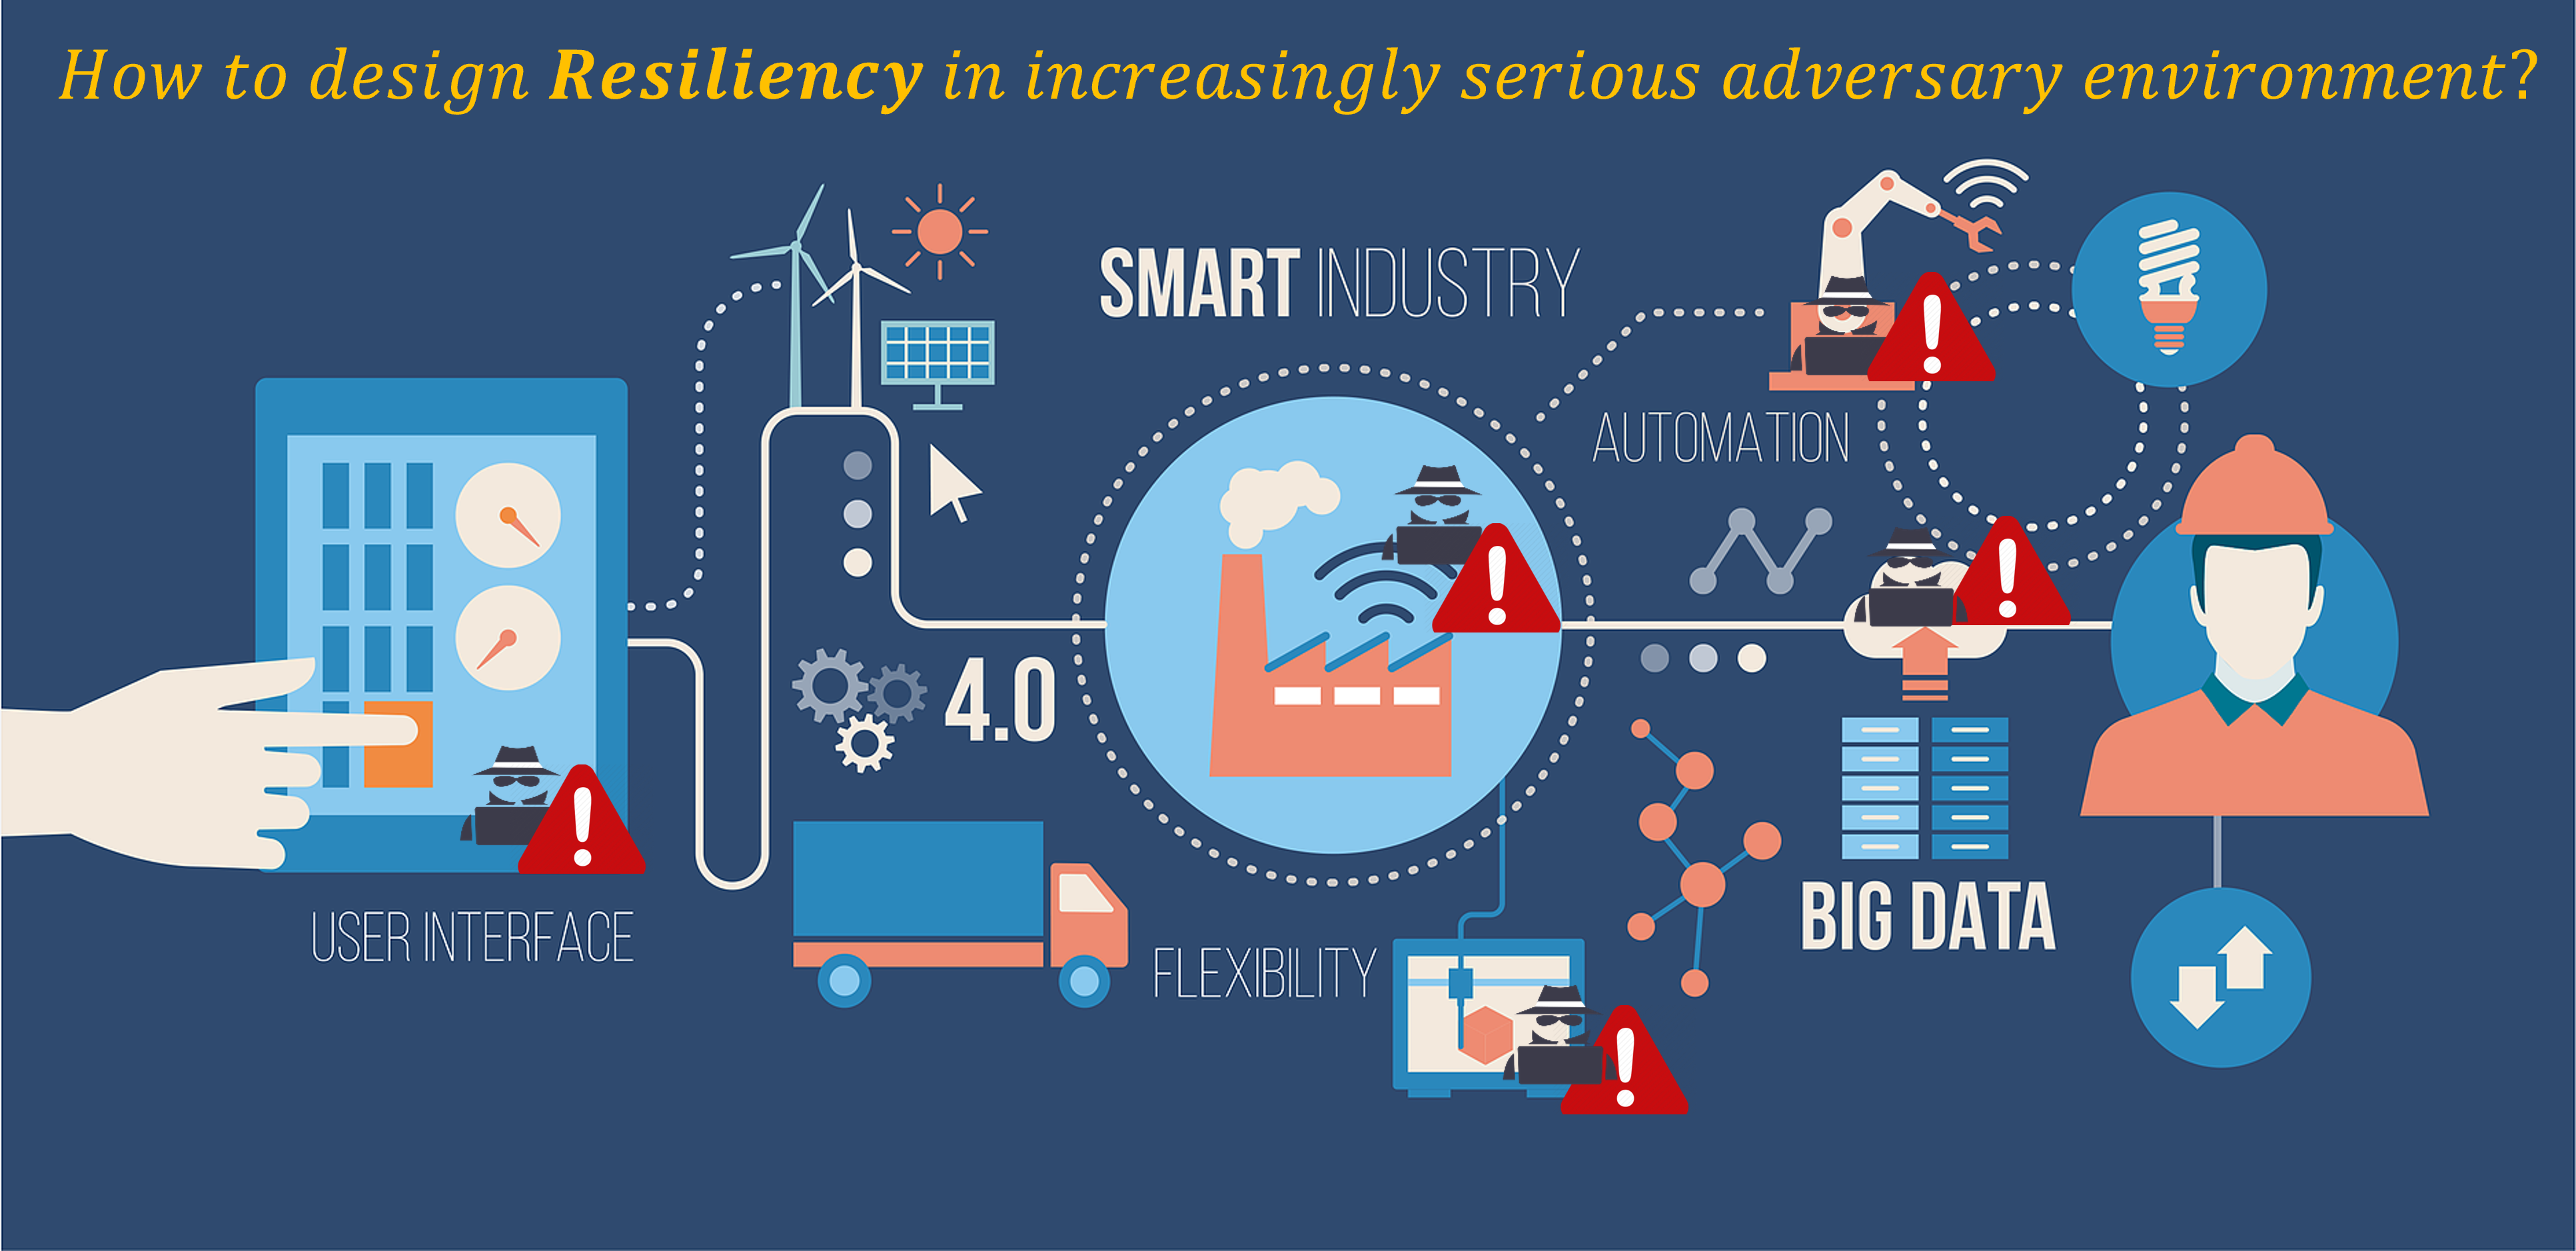 How to design Resiliency in increasingly serious adversary environment?
SMART INDUSTRY
AUTOMATION
4.0
USER INTERFACE
FLEXIBILITY
BIG DATA